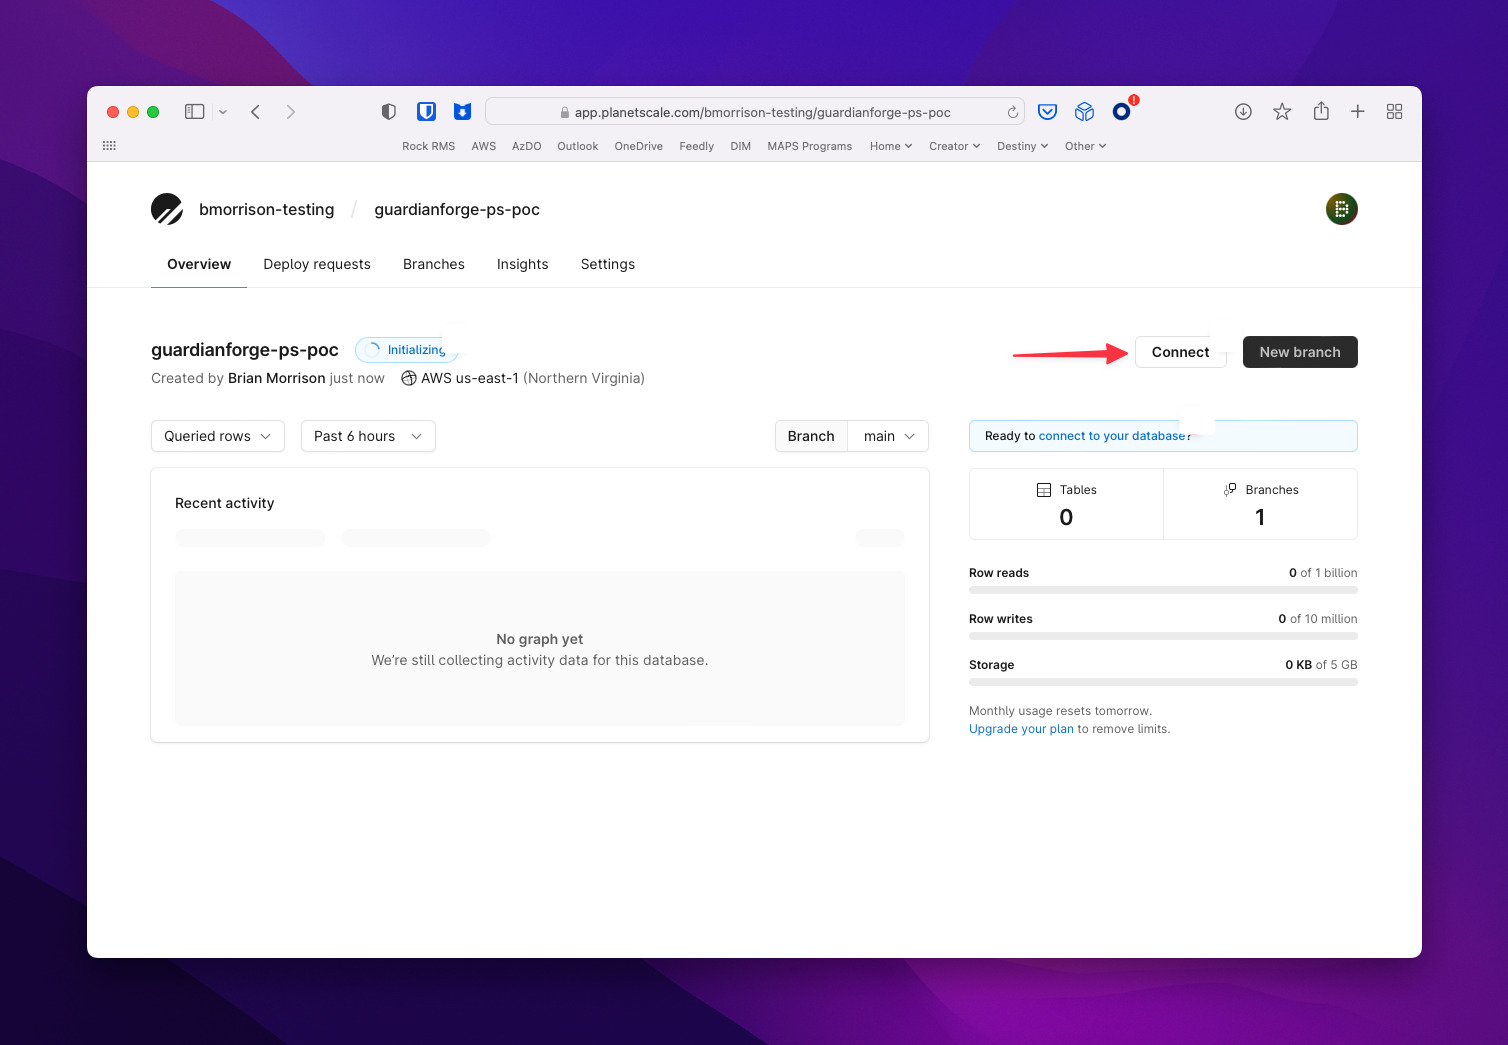 app.planetscale.com/bmorrison-testing/guardianforge-ps-poc
!
Rock RMS AWS AzDO Outlook OneDrive Feedly DIM MAPS Programs Home Creator Destiny Other
bmorrison-testing / guardianforge-ps-poc
Overview Deploy requests Branches Insights Settings
guardianforge-ps-poc Initializing
Connect New branch
Created by Brian Morrison just now AWS us-east-1 (Northern Virginia)
Queried rows Past 6 hours Branch main
Ready to connect to your database?
Recent activity
Tables Branches
0 1
No graph yet
We're still collecting activity data for this database.
Row reads 0 of 1 billion
Row writes 0 of 10 million
Storage 0 KB of 5 GB
Monthly usage resets tomorrow.
Upgrade your plan to remove limits.